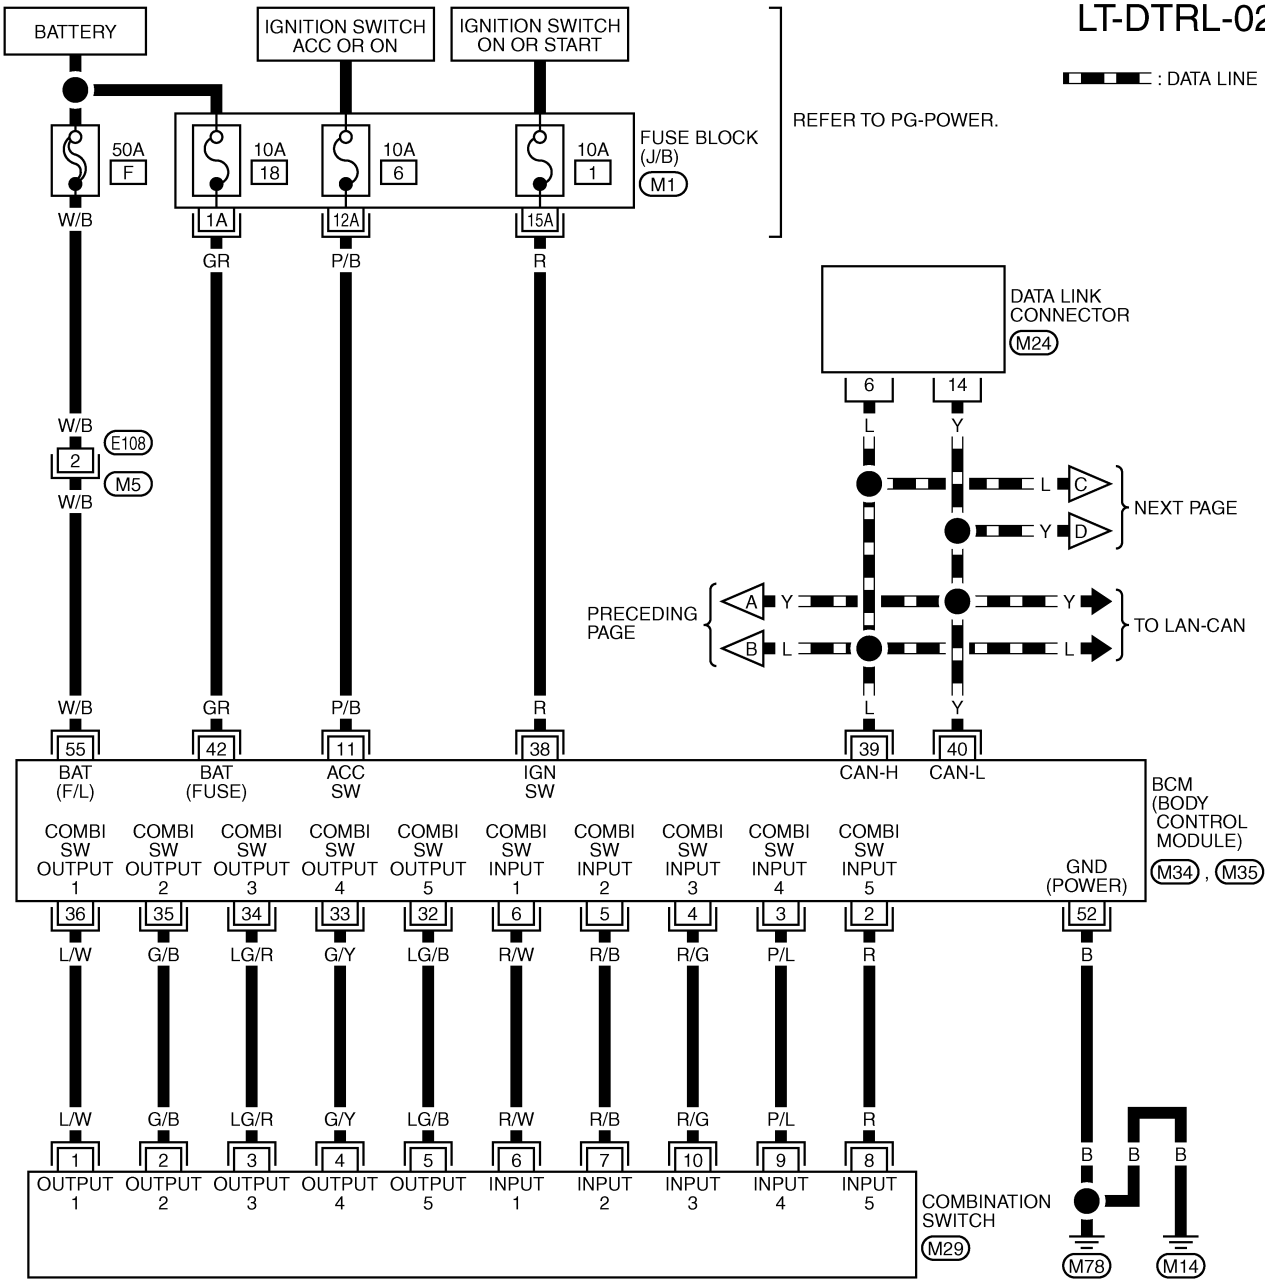 LT-DTRL-02
: DATA LINE
BATTERY
IGNITION SWITCH
ACC OR ON
IGNITION SWITCH
ON OR START
REFER TO PG-POWER.
50A
F
10A
18
10A
6
10A
1
FUSE BLOCK
(J/B)
M1
W/B
1A
12A
15A
GR
P/B
R
DATA LINK
CONNECTOR
M24
6
14
L
Y
W/B
E108
2
M5
W/B
L
C
Y
D
NEXT PAGE
PRECEDING
PAGE
A
Y
Y
B
L
L
TO LAN-CAN
W/B
GR
P/B
R
L
Y
55
42
11
38
39
40
BAT
(F/L)
BAT
(FUSE)
ACC
SW
IGN
SW
CAN-H
CAN-L
BCM
(BODY
CONTROL
MODULE)
M34 , M35
COMBI
SW
OUTPUT
1
COMBI
SW
OUTPUT
2
COMBI
SW
OUTPUT
3
COMBI
SW
OUTPUT
4
COMBI
SW
OUTPUT
5
COMBI
SW
INPUT
1
COMBI
SW
INPUT
2
COMBI
SW
INPUT
3
COMBI
SW
INPUT
4
COMBI
SW
INPUT
5
GND
(POWER)
36
35
34
33
32
6
5
4
3
2
52
L/W
G/B
LG/R
G/Y
LG/B
R/W
R/B
R/G
P/L
R
B
L/W
G/B
LG/R
G/Y
LG/B
R/W
R/B
R/G
P/L
R
B
B
B
1
2
3
4
5
6
7
10
9
8
OUTPUT
1
OUTPUT
2
OUTPUT
3
OUTPUT
4
OUTPUT
5
INPUT
1
INPUT
2
INPUT
3
INPUT
4
INPUT
5
COMBINATION
SWITCH
M29
M78
M14